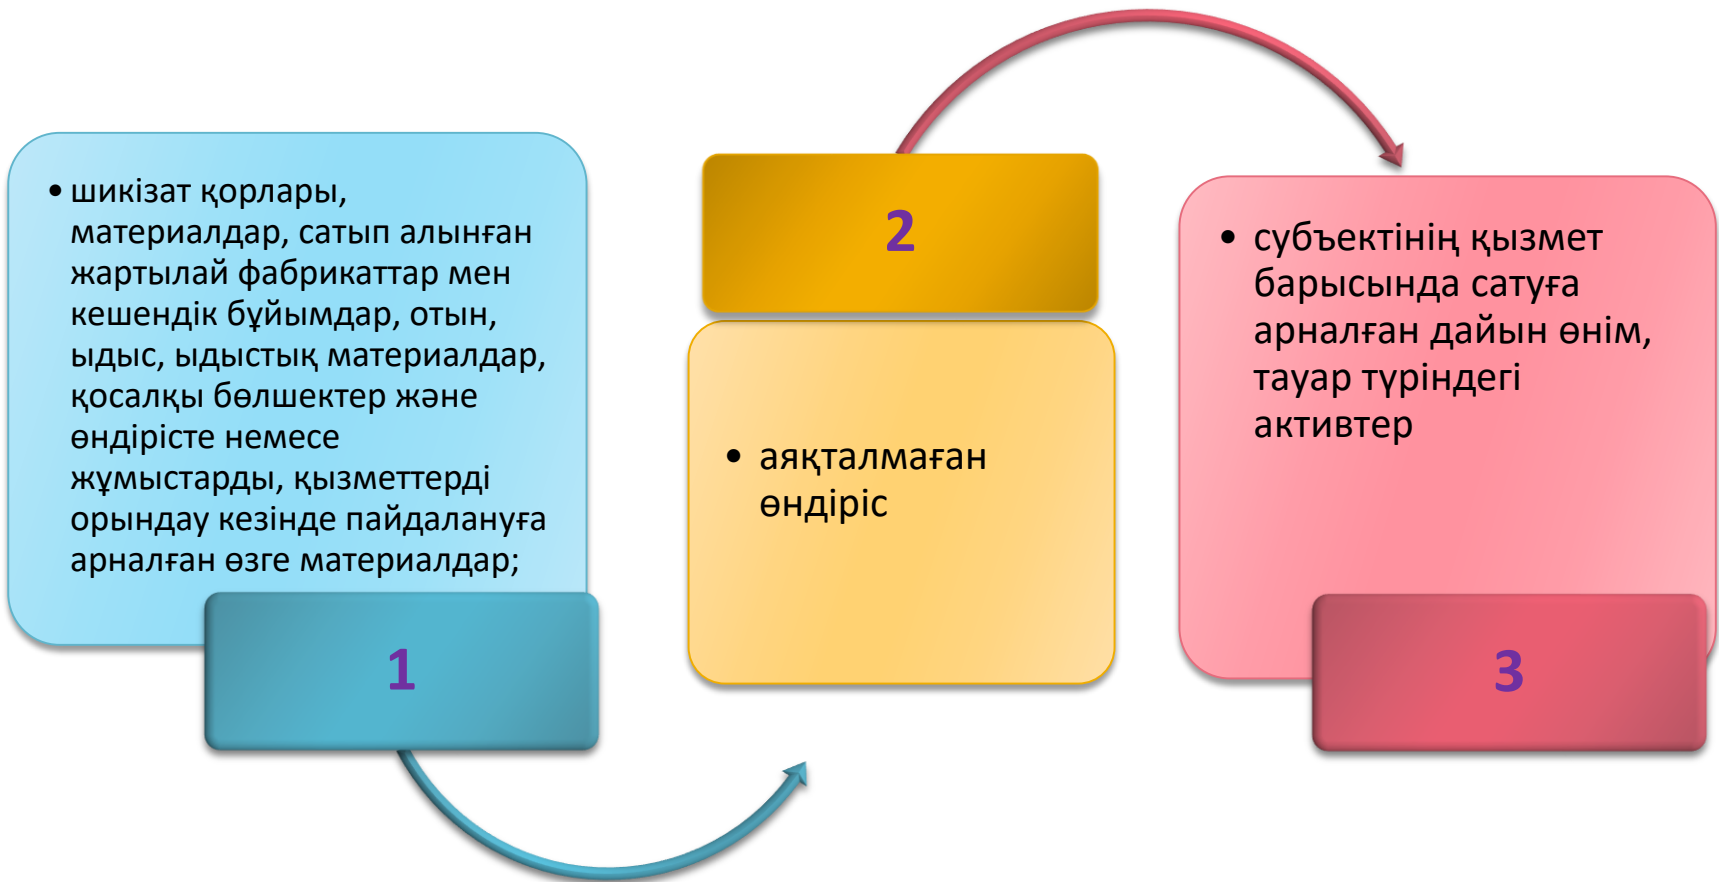 • шикізат қорлары,
материалдар, сатып алынған
жартылай фабрикаттар мен
кешендік бұйымдар, отын,
ыдыс, ыдыстық материалдар,
қосалқы бөлшектер және
өндірісте немесе
жұмыстарды, қызметтерді
орындау кезінде пайдалануға
арналған өзге материалдар;
1
2
• аяқталмаған
өндіріс
• субъектінің қызмет
барысында сатуға
арналған дайын өнім,
тауар түріндегі
активтер
3